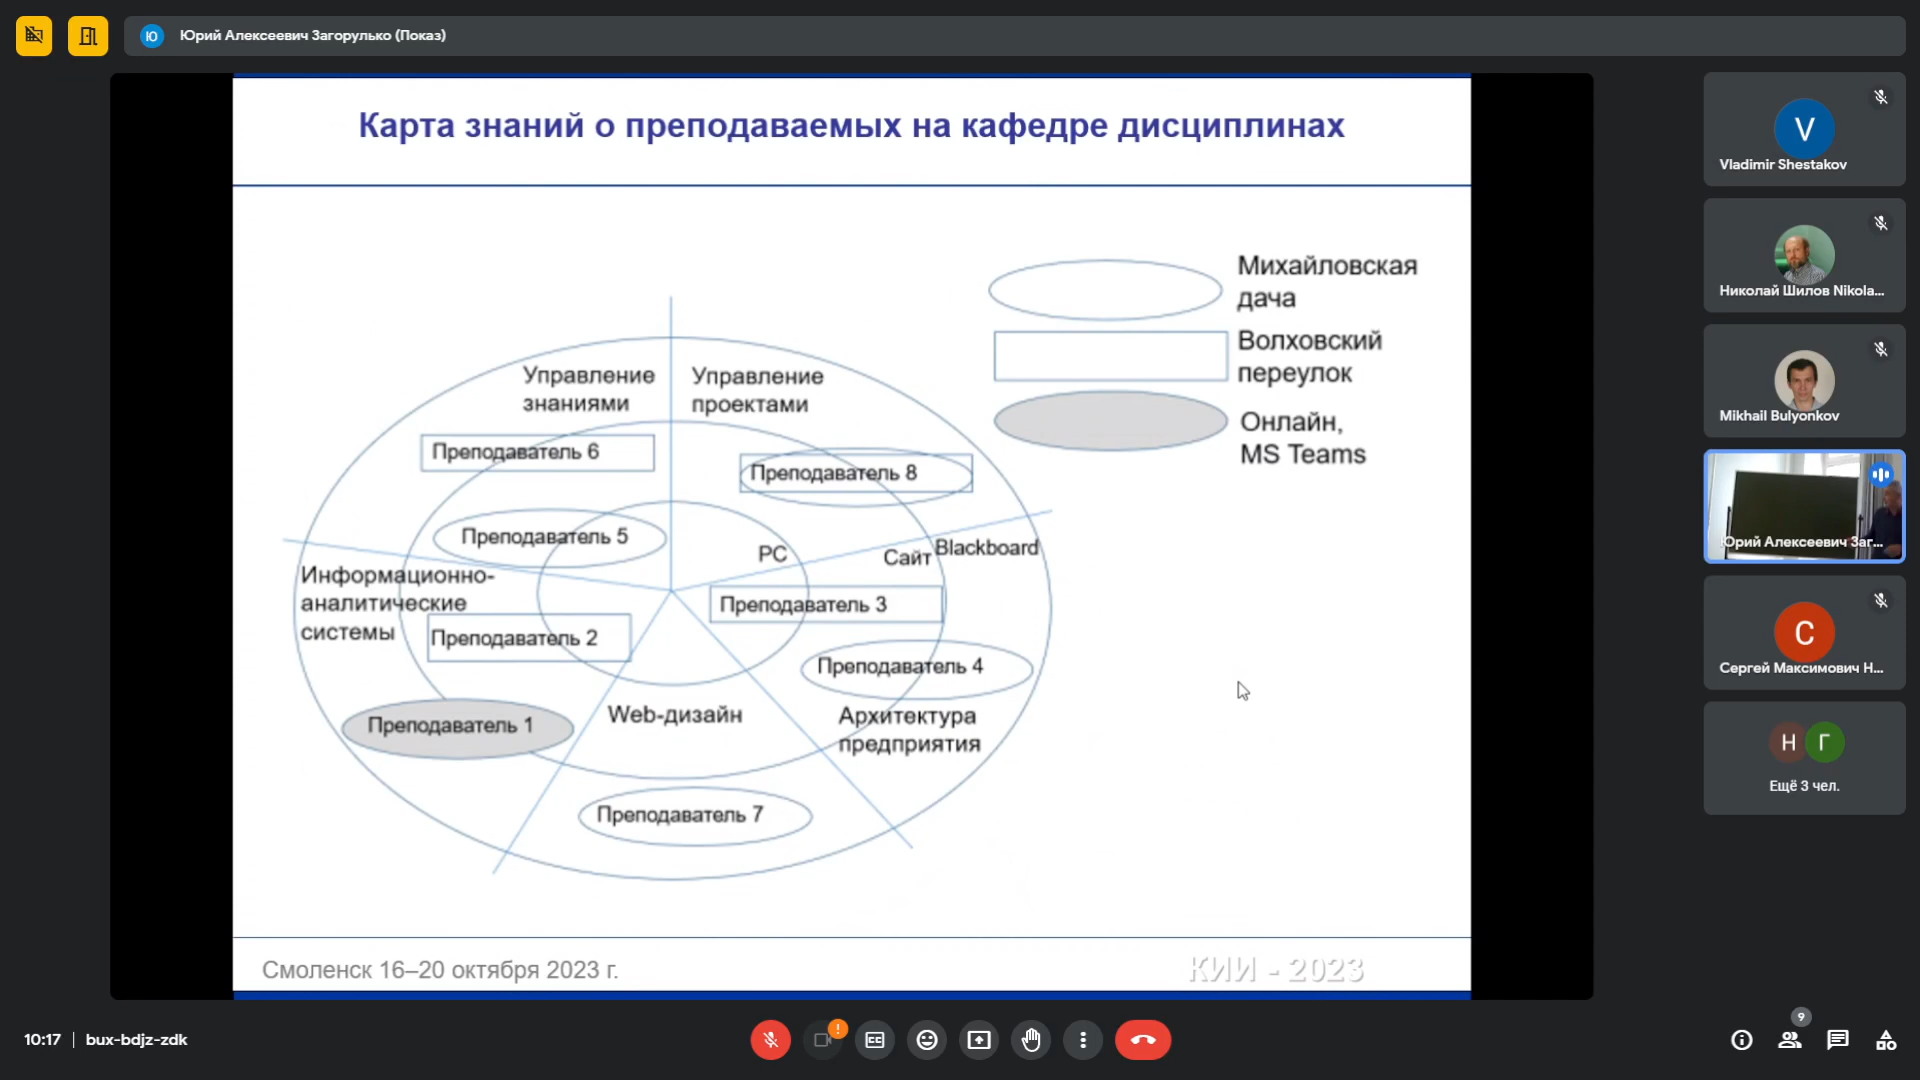 Ю Юрий Алексеевич Загорулько (Показ)
Карта знаний о преподаваемых на кафедре дисциплинах
Михайловская
дача
Волховский
переулок
Онлайн,
MS Teams
Управление
знаниями
Управление
проектами
Преподаватель 6
Преподаватель 8
Преподаватель 5
PC
Сайт
Blackboard
Информационно-
аналитические
системы
Преподаватель 3
Преподаватель 2
Преподаватель 4
Преподаватель 1
Web-дизайн
Архитектура
предприятия
Преподаватель 7
Смоленск 16–20 октября 2023 г.
КИИ - 2023
V
Vladimir Shestakov
Николай Шилов Nikola...
Mikhail Bulyonkov
Юрий Алексеевич Заг...
С
Сергей Максимович Н...
Н Г
Ещё 3 чел.
10:17 | bux-bdjz-zdk
!
CC
9